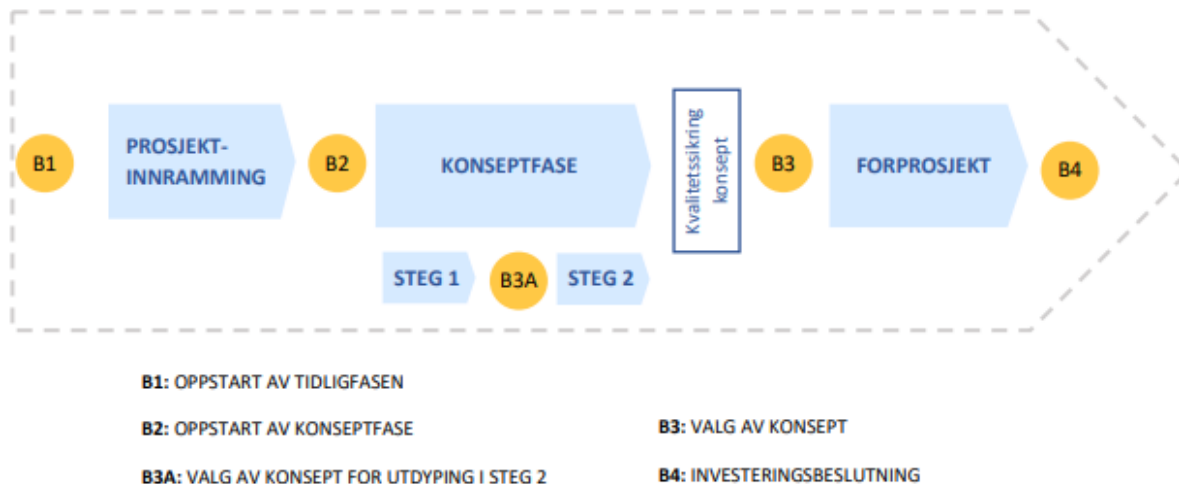 B1
PROSJEKT-
INNRAMMING
B2
KONSEPTFASE
Kvalitetssikring
konsept
B3
FORPROSJEKT
B4
STEG 1
B3A
STEG 2
B1: OPPSTART AV TIDLIGFASEN
B2: OPPSTART AV KONSEPTFASE
B3: VALG AV KONSEPT
B3A: VALG AV KONSEPT FOR UTDYPING I STEG 2
B4: INVESTERINGSBESLUTNING